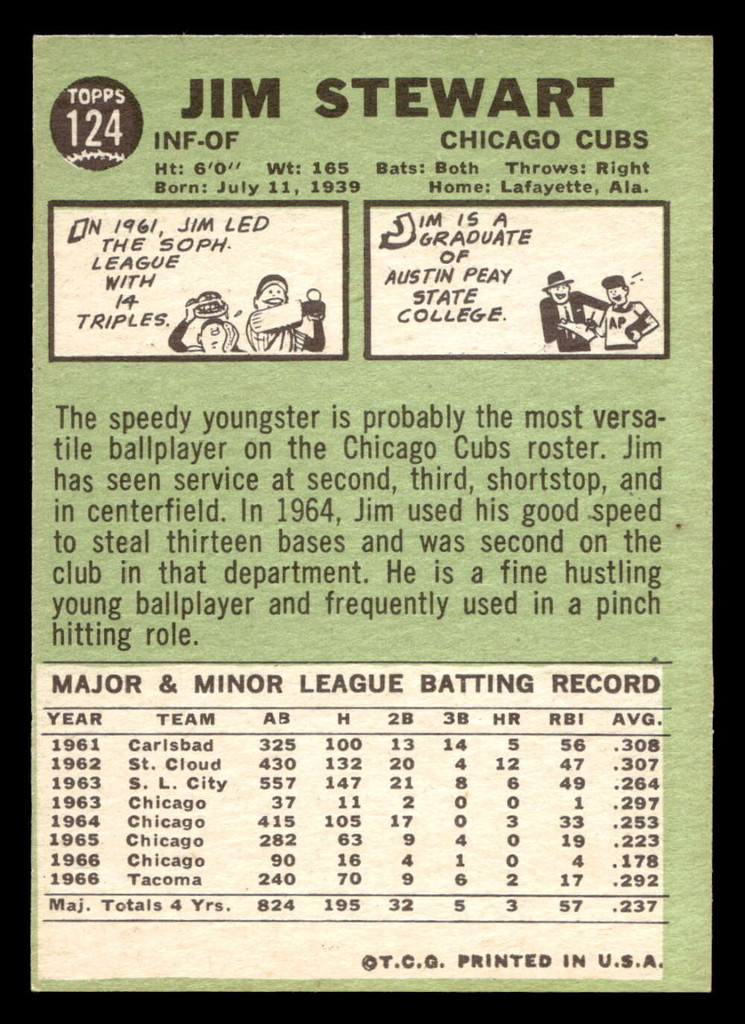 TOPPS
124
JIM STEWART
INF-OF CHICAGO CUBS
Ht: 6'0" Wt: 165 Bats: Both Throws: Right
Born: July 11, 1939 Home: Lafayette, Ala.
IN 1961, JIM LED
THE SOPH.
LEAGUE
WITH
14
TRIPLES.
JIM IS A
GRADUATE
OF
AUSTIN PEAY
STATE
COLLEGE.
AP
The speedy youngster is probably the most versa-
tile ballplayer on the Chicago Cubs roster. Jim
has seen service at second, third, shortstop, and
in centerfield. In 1964, Jim used his good speed
to steal thirteen bases and was second on the
club in that department. He is a fine hustling
young ballplayer and frequently used in a pinch
hitting role.
MAJOR & MINOR LEAGUE BATTING RECORD
YEAR TEAM AB H 2B 3B HR RBI AVG.
1961 Carlsbad 325 100 13 14 5 56 .308
1962 St. Cloud 430 132 20 4 12 47 .307
1963 S. L. City 557 147 21 8 6 49 .264
1963 Chicago 37 11 2 0 0 1 .297
1964 Chicago 415 105 17 0 3 33 .253
1965 Chicago 282 63 9 4 0 19 .223
1966 Chicago 90 16 4 1 0 4 .178
1966 Tacoma 240 70 9 6 2 17 .292
Maj. Totals 4 Yrs. 824 195 32 5 3 57 .237
©T.C.G. PRINTED IN U.S.A.